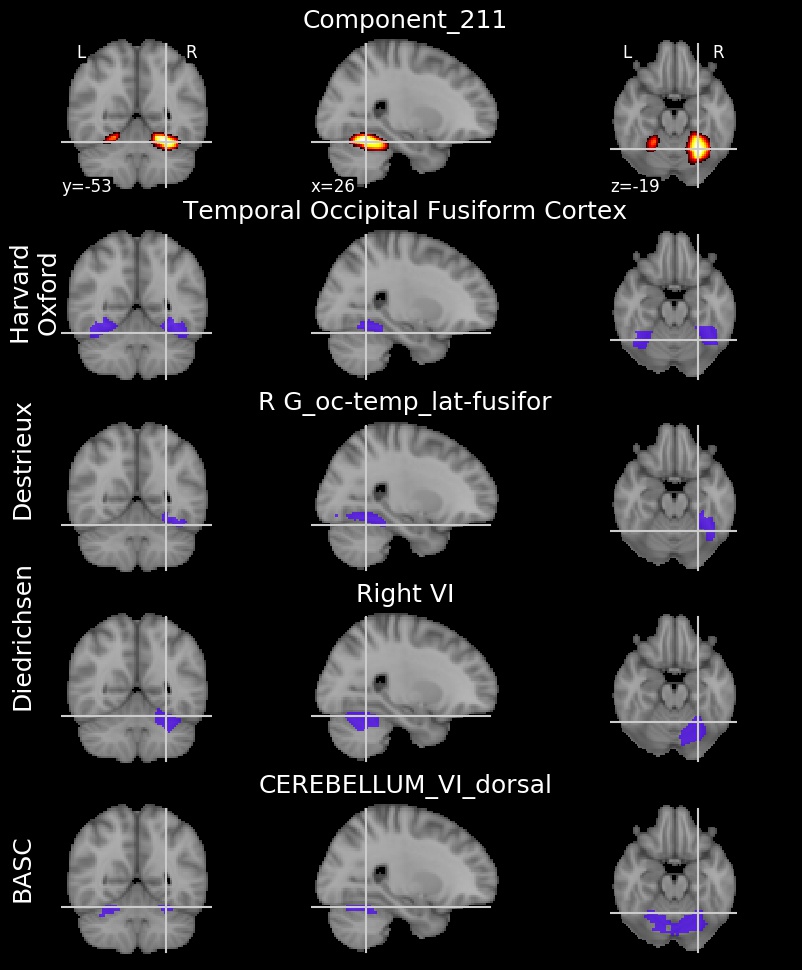 Component_211
L R
L R
y=-53
x=26
z=-19
Temporal Occipital Fusiform Cortex
Harvard
Oxford
R G_oc-temp_lat-fusifor
Destrieux
Right VI
Diedrichsen
CEREBELLUM_VI_dorsal
BASC